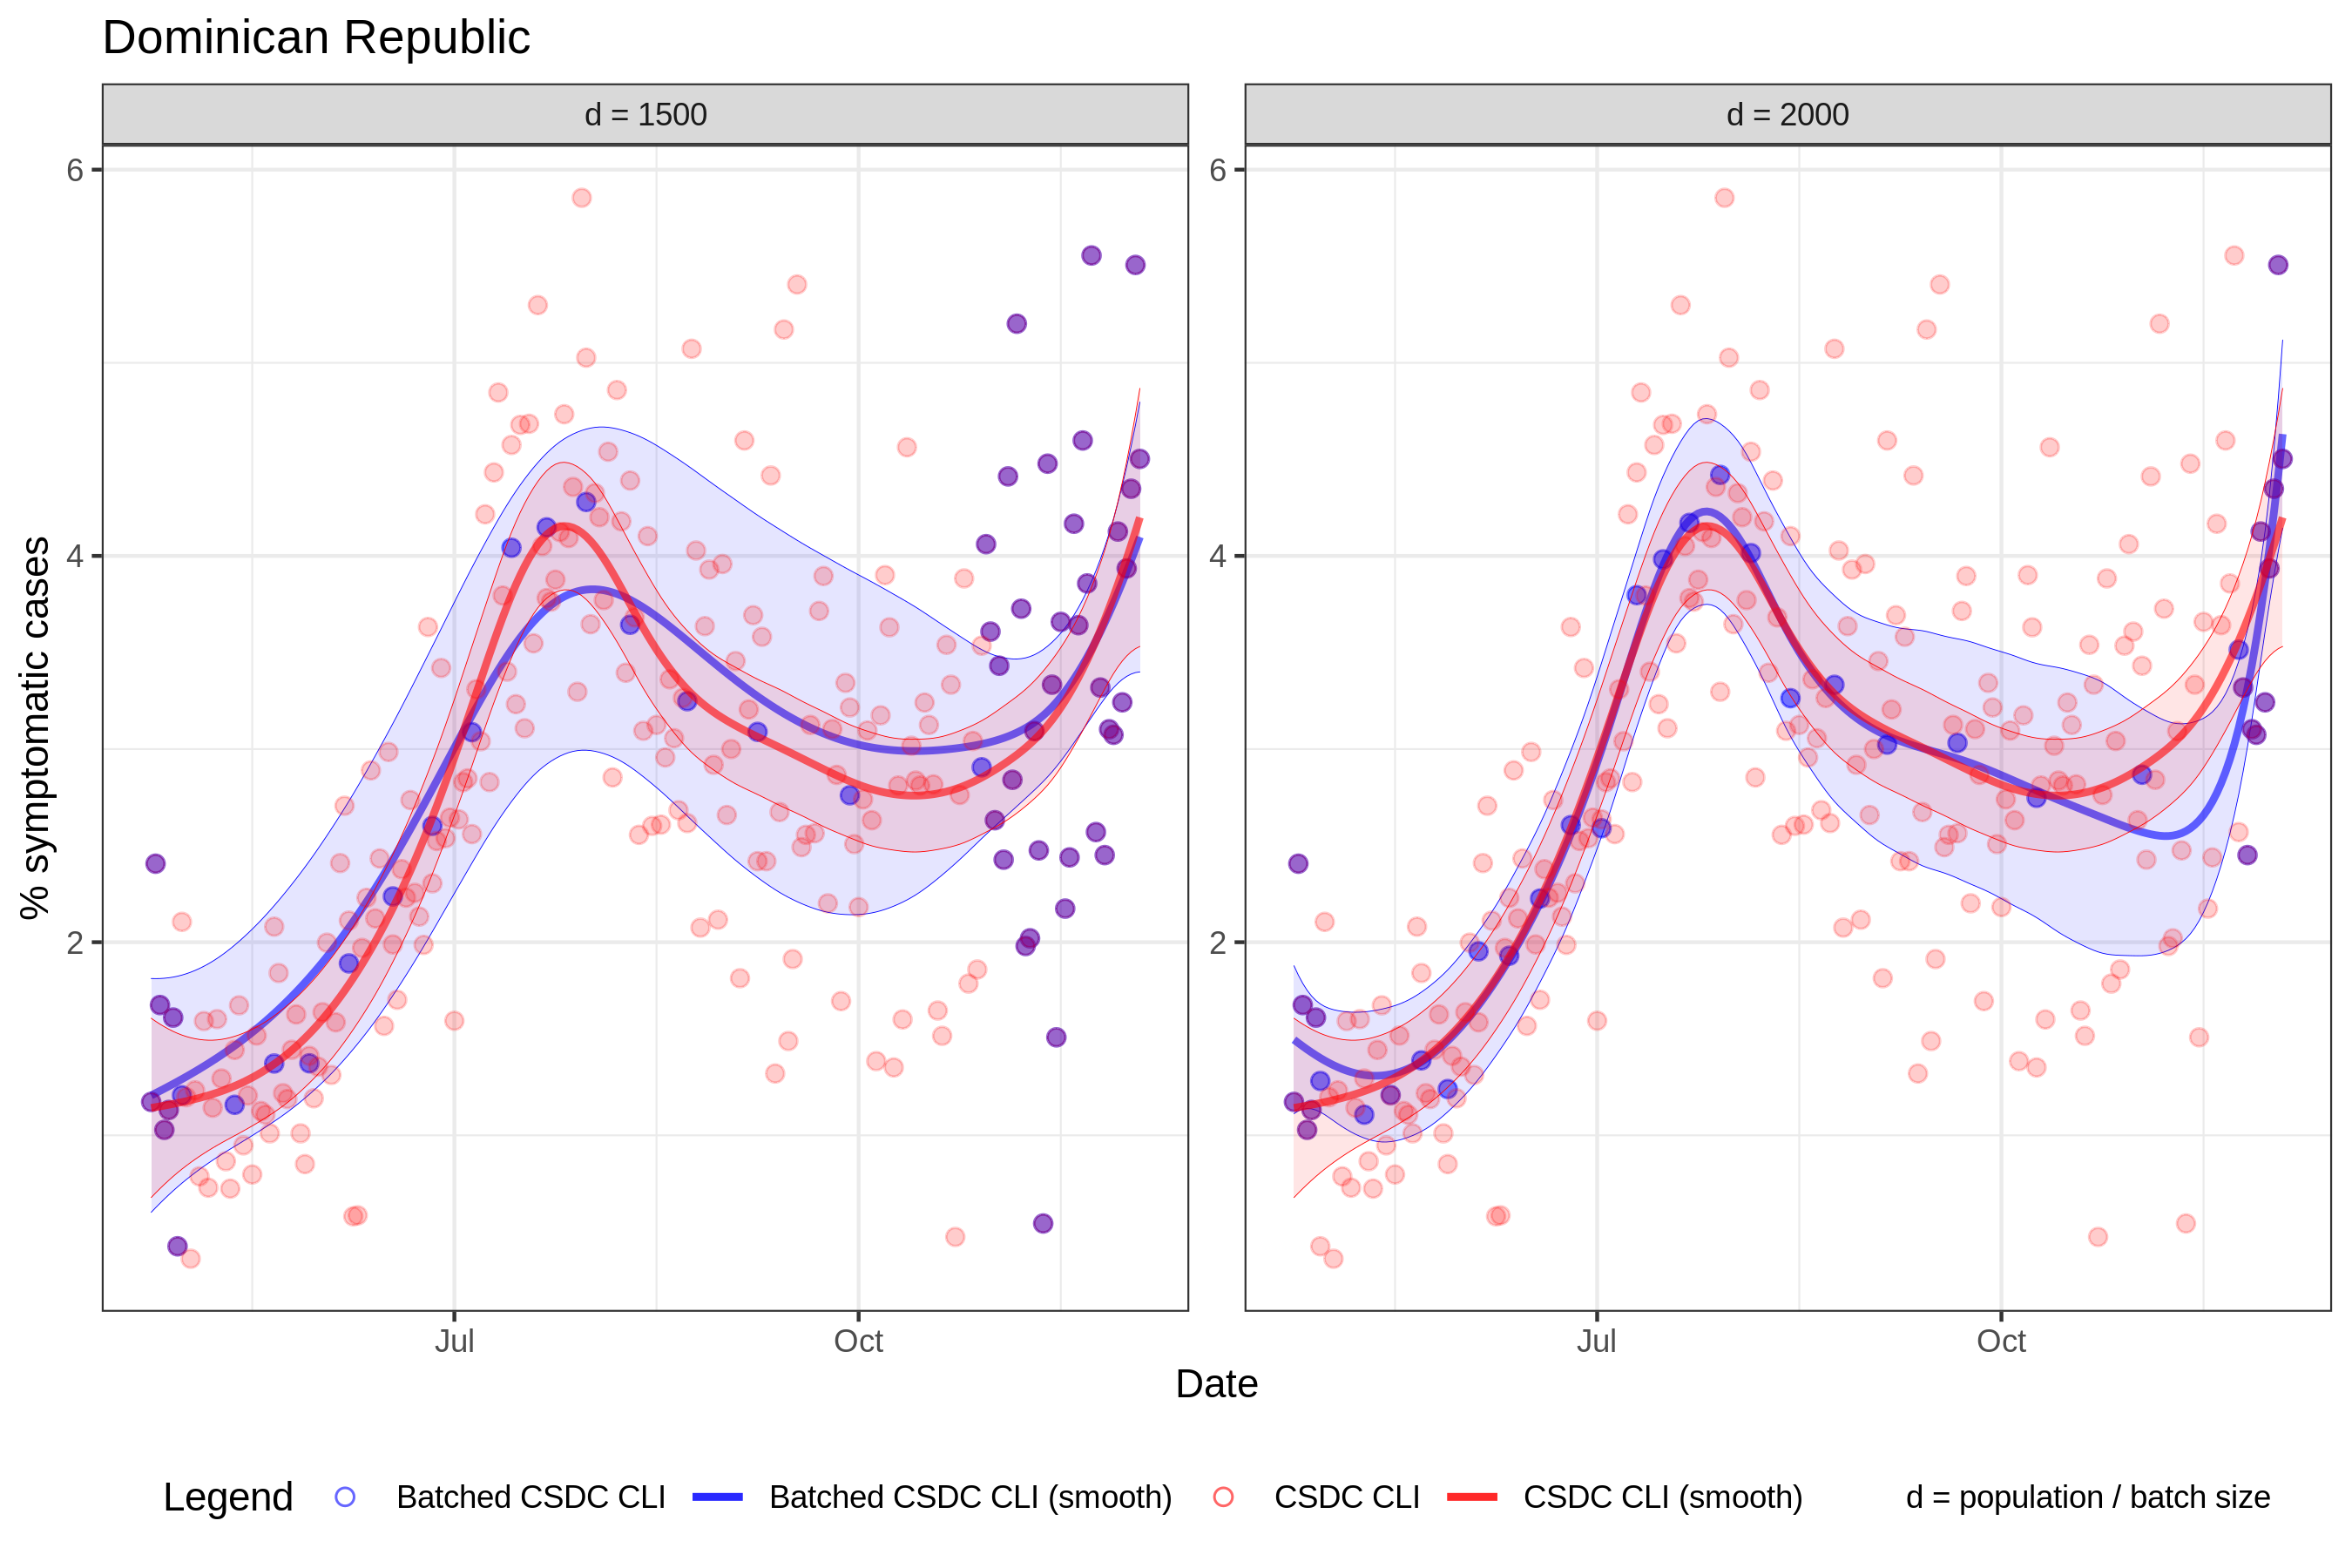 Dominican Republic
d = 1500
d = 2000
% symptomatic cases
6
4
2
6
4
2
Jul
Oct
Jul
Oct
Date
Legend Batched CSDC CLI Batched CSDC CLI (smooth) CSDC CLI CSDC CLI (smooth) d = population / batch size